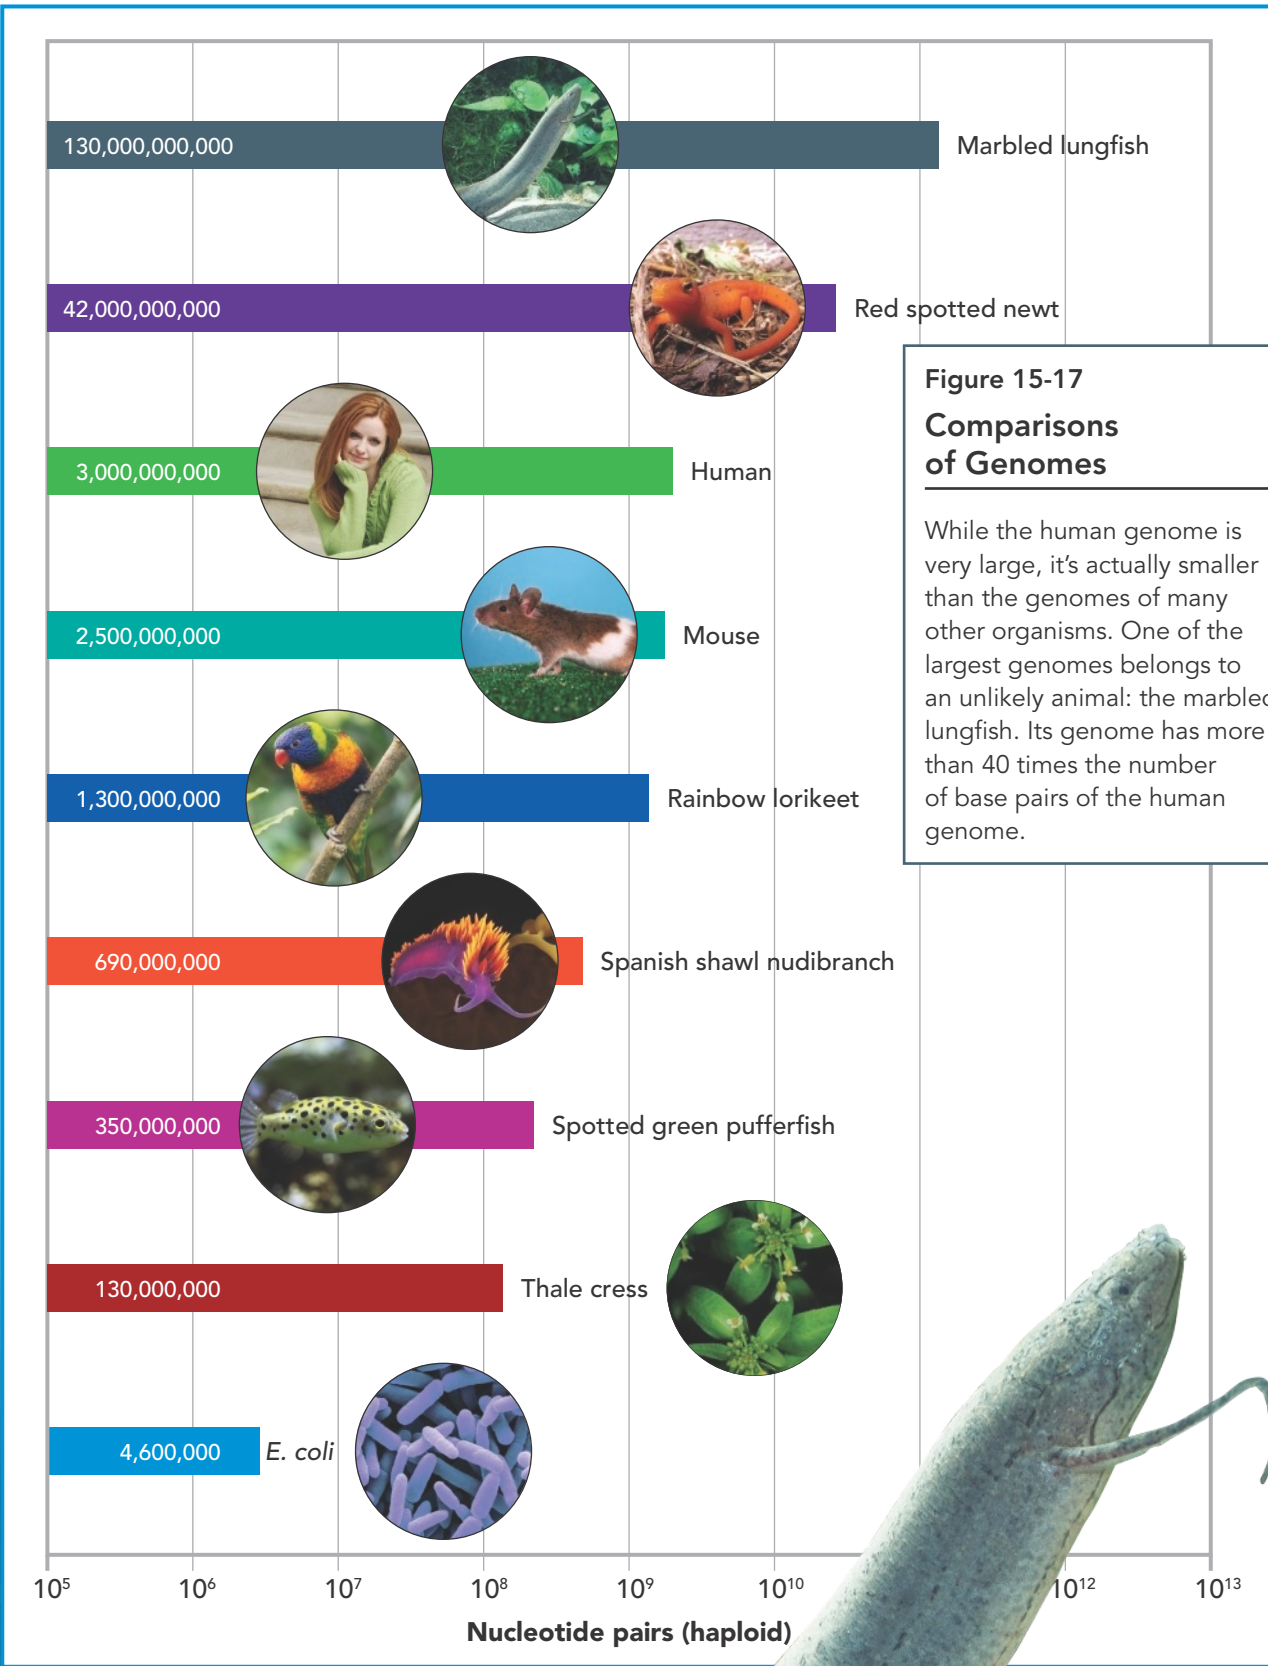 130,000,000,000 Marbled lungfish
42,000,000,000 Red spotted newt
3,000,000,000 Human
2,500,000,000 Mouse
1,300,000,000 Rainbow lorikeet
690,000,000 Spanish shawl nudibranch
350,000,000 Spotted green pufferfish
130,000,000 Thale cress
4,600,000 E. coli
10⁵ 10⁶ 10⁷ 10⁸ 10⁹ 10¹⁰ 10¹² 10¹³
Nucleotide pairs (haploid)
Figure 15-17
Comparisons
of Genomes
While the human genome is
very large, it’s actually smaller
than the genomes of many
other organisms. One of the
largest genomes belongs to
an unlikely animal: the marbled
lungfish. Its genome has more
than 40 times the number
of base pairs of the human
genome.